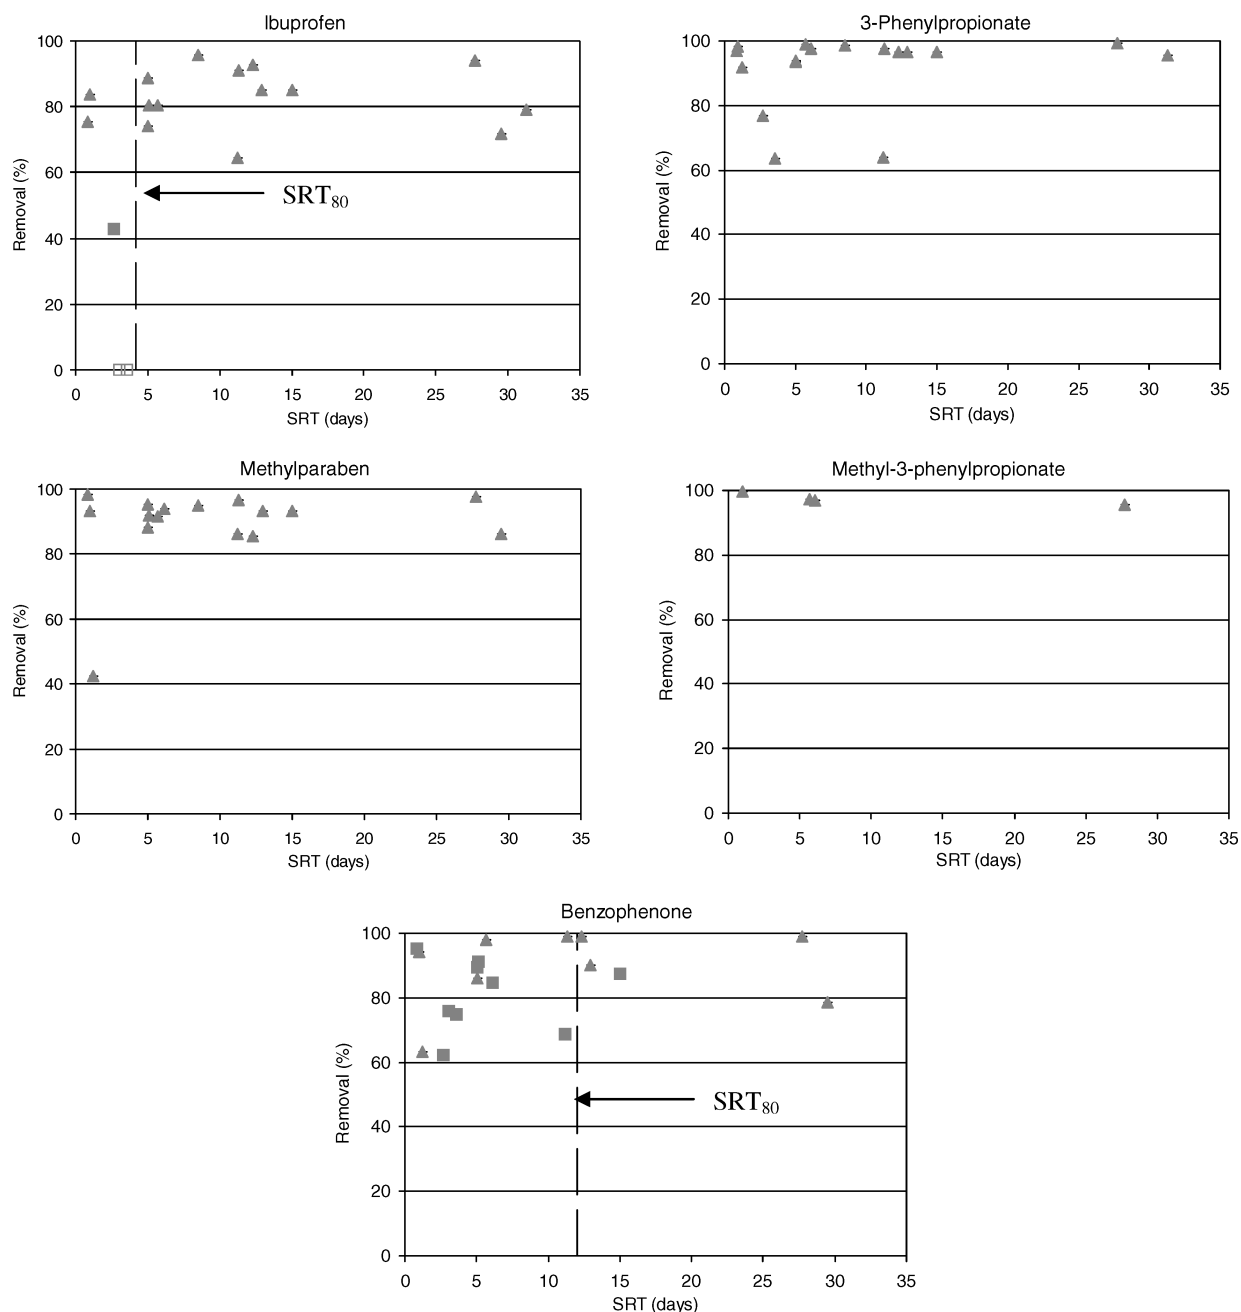 Ibuprofen
100
80
60
40
20
0
Removal (%)
SRT80
0 5 10 15 20 25 30 35
SRT (days)
3-Phenylpropionate
100
80
60
40
20
0
Removal (%)
0 5 10 15 20 25 30 35
SRT (days)
Methylparaben
100
80
60
40
20
0
Removal (%)
0 5 10 15 20 25 30 35
SRT (days)
Methyl-3-phenylpropionate
100
80
60
40
20
0
Removal (%)
0 5 10 15 20 25 30 35
SRT (days)
Benzophenone
100
80
60
40
20
0
Removal (%)
SRT80
0 5 10 15 20 25 30 35
SRT (days)